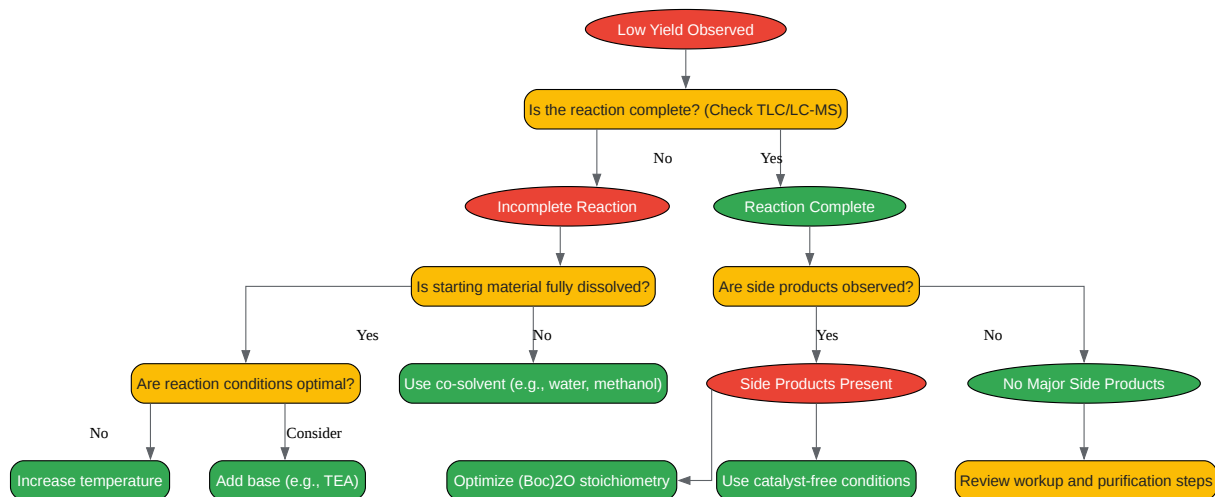 Low Yield Observed
Is the reaction complete? (Check TLC/LC-MS)
No
Yes
Incomplete Reaction
Reaction Complete
Is starting material fully dissolved?
Are side products observed?
Yes
No
Yes
No
Are reaction conditions optimal?
Use co-solvent (e.g., water, methanol)
Side Products Present
No Major Side Products
No
Consider
Increase temperature
Add base (e.g., TEA)
Optimize (Boc)2O stoichiometry
Use catalyst-free conditions
Review workup and purification steps